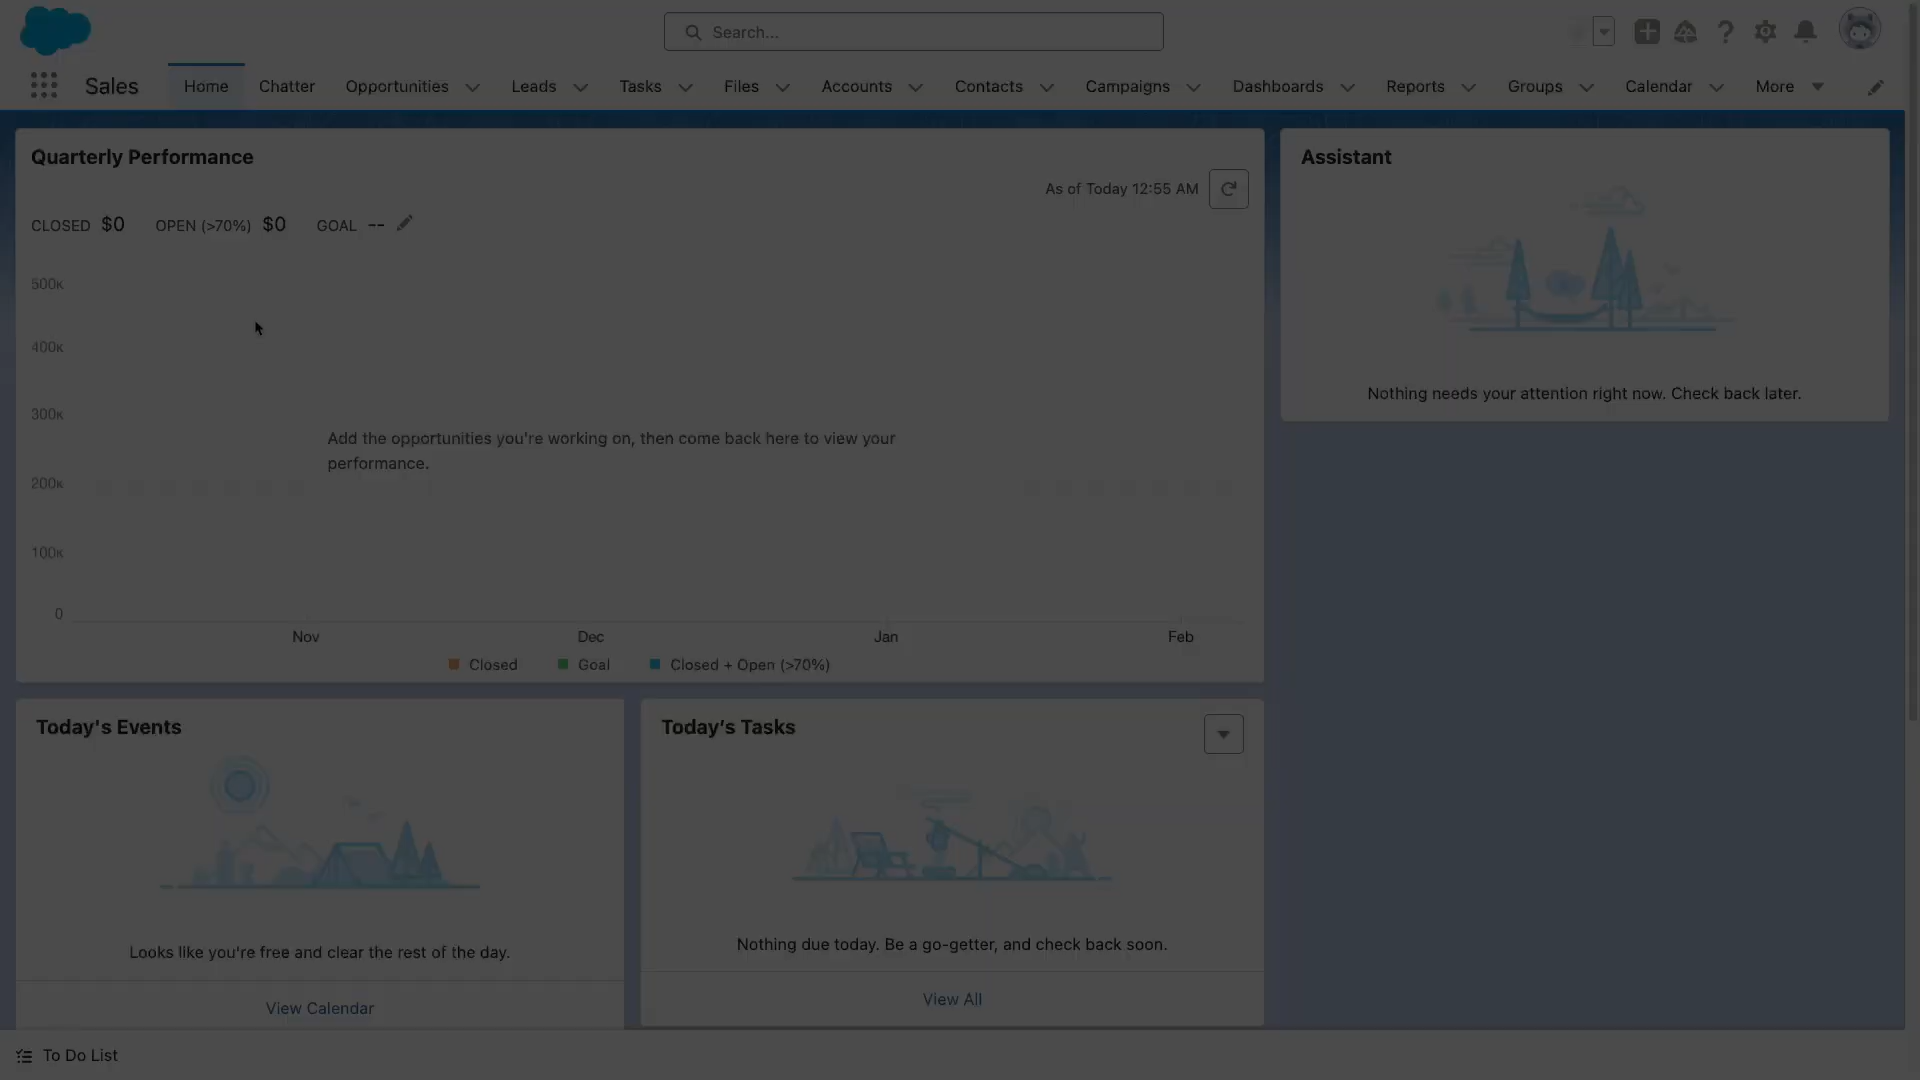 Search...
Sales
Home
Chatter
Opportunities
Leads
Tasks
Files
Accounts
Contacts
Campaigns
Dashboards
Reports
Groups
Calendar
More
Quarterly Performance
As of Today 12:55 AM
CLOSED $0 OPEN (>70%) $0 GOAL --
500K
400K
300K
200K
100K
0
Add the opportunities you're working on, then come back here to view your
performance.
Nov Dec Jan Feb
Closed Goal Closed + Open (>70%)
Assistant
Nothing needs your attention right now. Check back later.
Today's Events
Looks like you're free and clear the rest of the day.
View Calendar
Today's Tasks
Nothing due today. Be a go-getter, and check back soon.
View All
To Do List